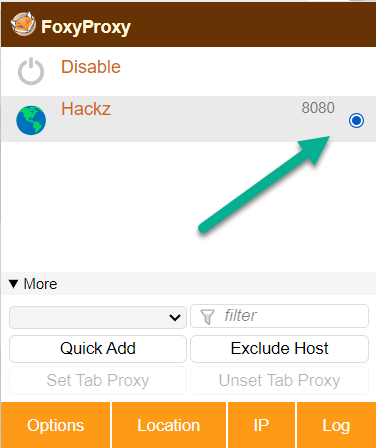 FoxyProxy
Disable
Hackz 8080
More
filter
Quick Add Exclude Host
Set Tab Proxy Unset Tab Proxy
Options Location IP Log